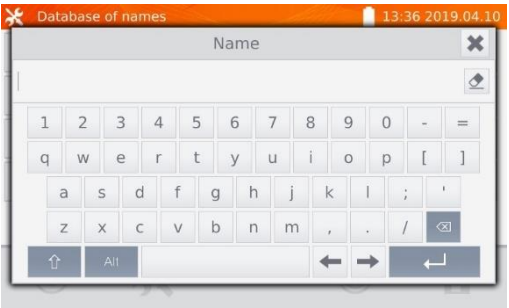 Database of names 13:36 2019.04.10
Name
1 2 3 4 5 6 7 8 9 0 - =
q w e r t y u i o p [ ]
a s d f g h j k l ; '
z x c v b n m , . /
Alt